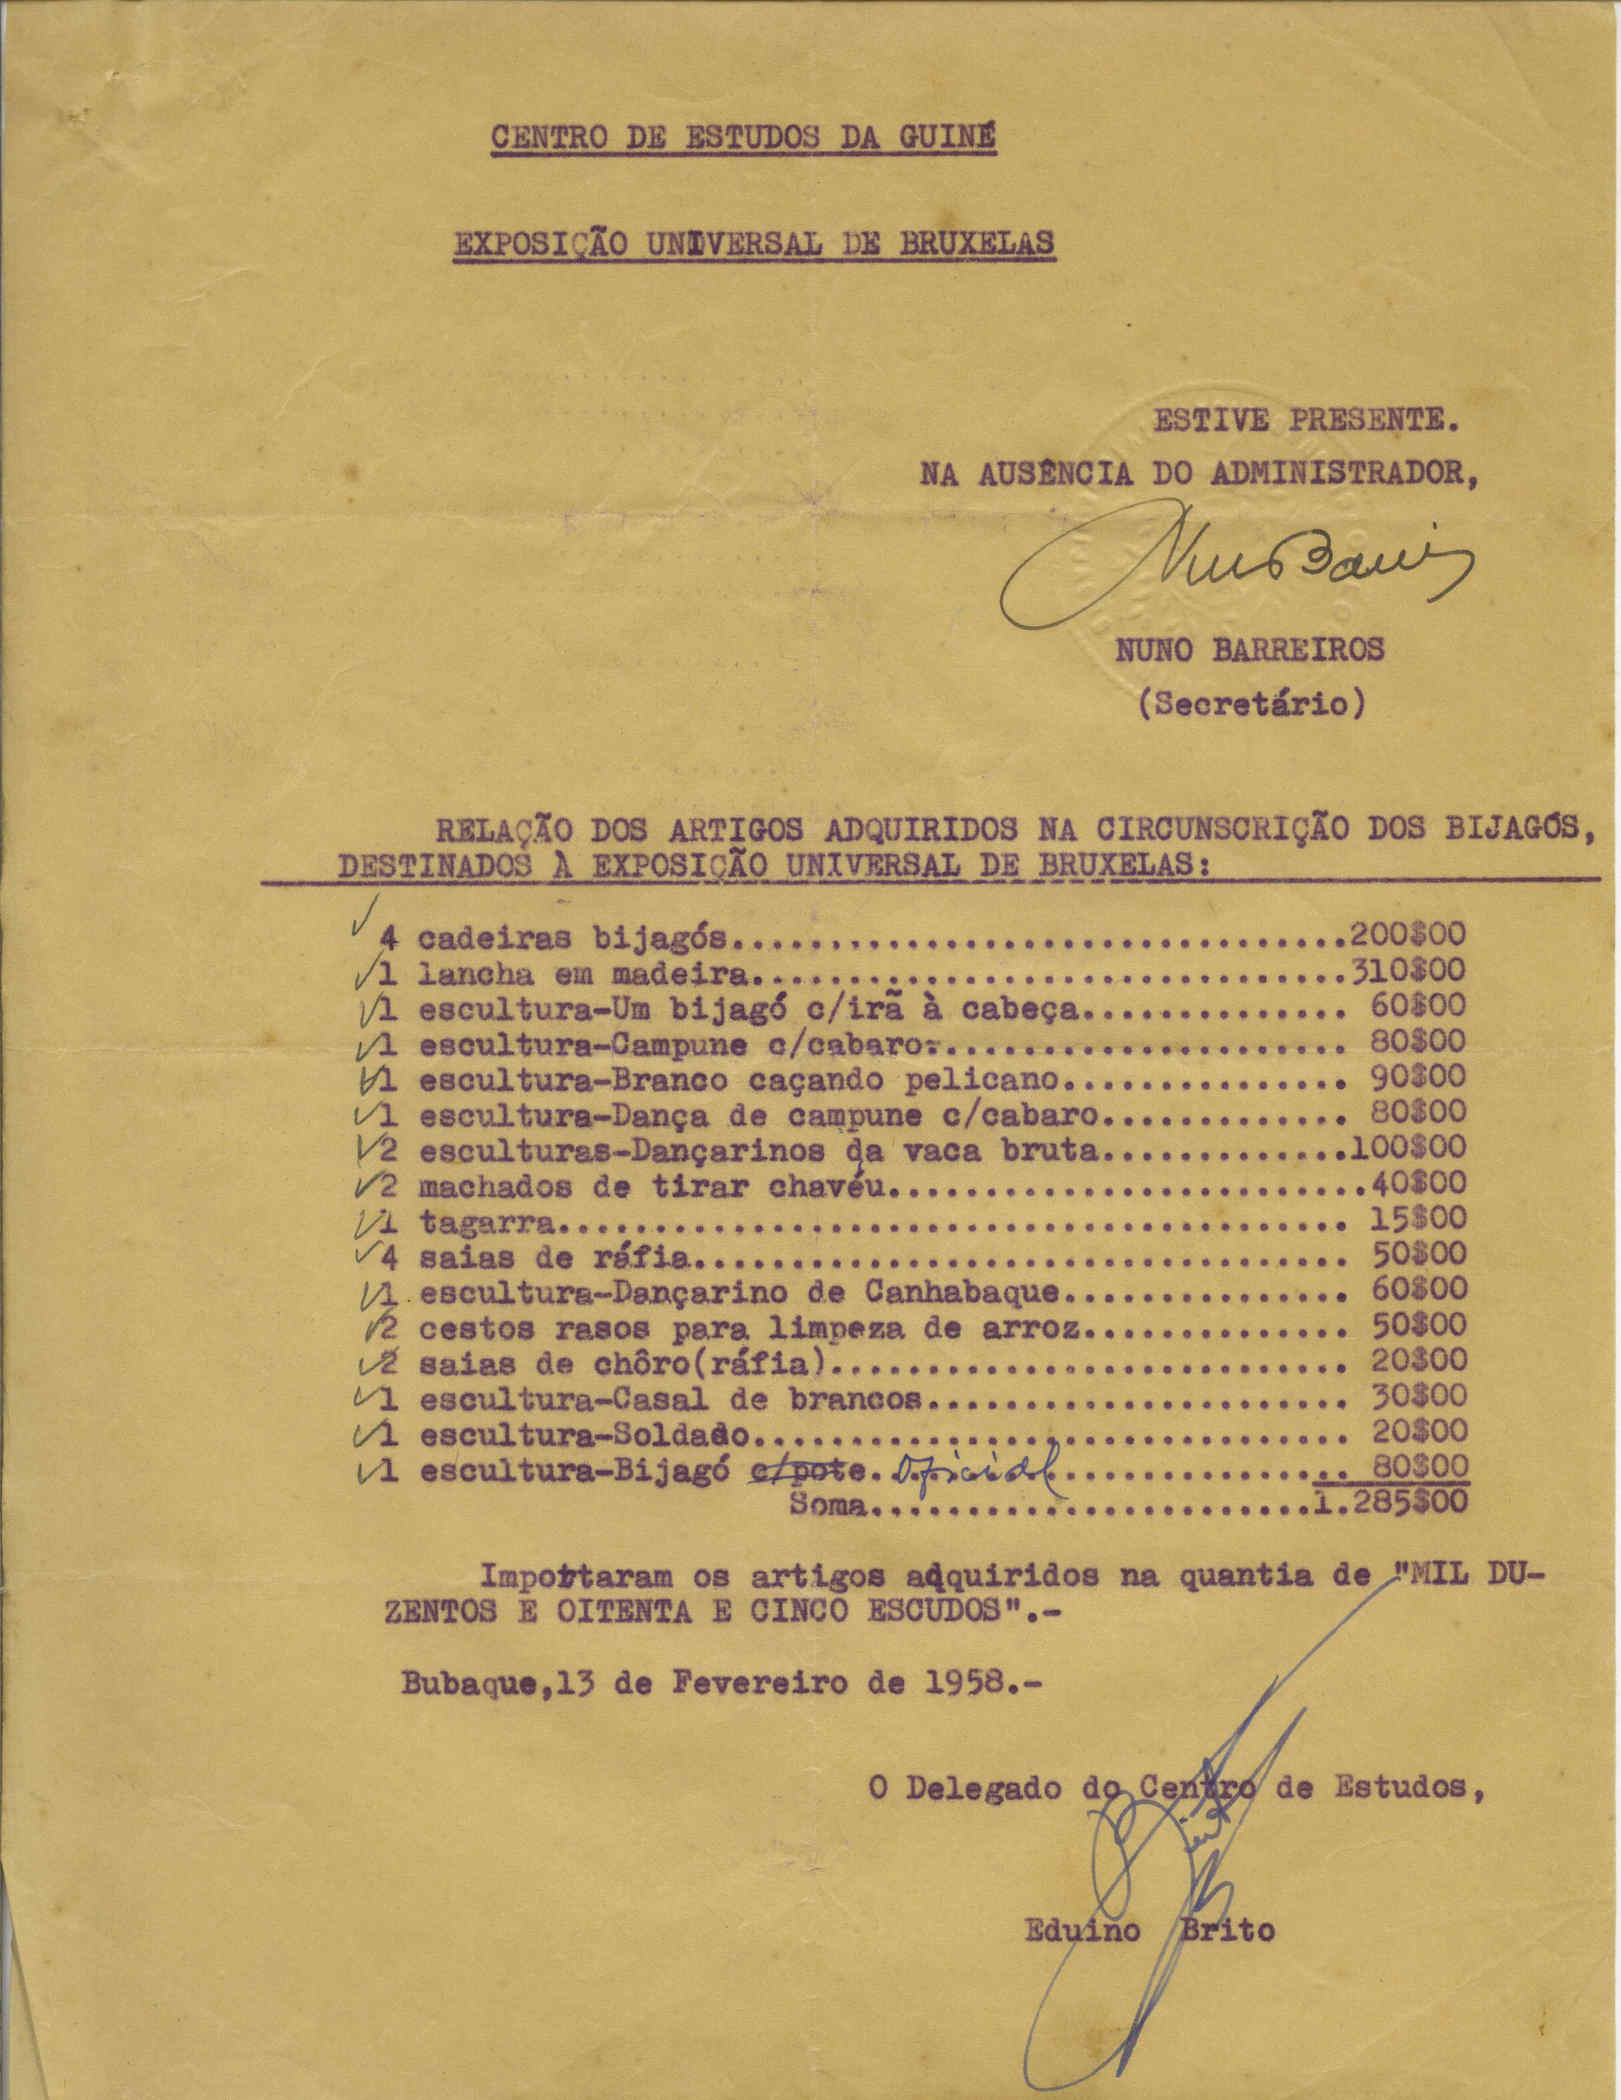 CENTRO DE ESTUDOS DA GUINÉ
EXPOSIÇÃO UNIVERSAL DE BRUXELAS
ESTIVE PRESENTE.
NA AUSÊNCIA DO ADMINISTRADOR,
NUNO BARREIROS
(Secretário)
RELAÇÃO DOS ARTIGOS ADQUIRIDOS NA CIRCUNSCRIÇÃO DOS BIJAGÓS,
DESTINADOS À EXPOSIÇÃO UNIVERSAL DE BRUXELAS:
4 cadeiras bijagós................................200$00
1 lancha em madeira...............................310$00
1 escultura-Um bijagó c/irã à cabeça.............. 60$00
1 escultura-Campune c/cabaro...................... 80$00
1 escultura-Branco caçando pelicano............... 90$00
1 escultura-Dança de campune c/cabaro............. 80$00
2 esculturas-Dançarinos da vaca bruta.............100$00
2 machados de tirar chavéu.........................40$00
1 tagarra......................................... 15$00
4 saias de ráfia.................................. 50$00
1 escultura-Dançarino de Canhabaque............... 60$00
2 cestos rasos para limpeza de arroz.............. 50$00
2 saias de chôro(ráfia)........................... 20$00
1 escultura-Casal de brancos...................... 30$00
1 escultura-Soldado............................... 20$00
1 escultura-Bijagó c/pote. Oficial .................. 80$00
Soma.......................1.285$00
Importaram os artigos adquiridos na quantia de "MIL DU-
ZENTOS E OITENTA E CINCO ESCUDOS".-
Bubaque,13 de Fevereiro de 1958.-
O Delegado do Centro de Estudos,
Eduino Brito